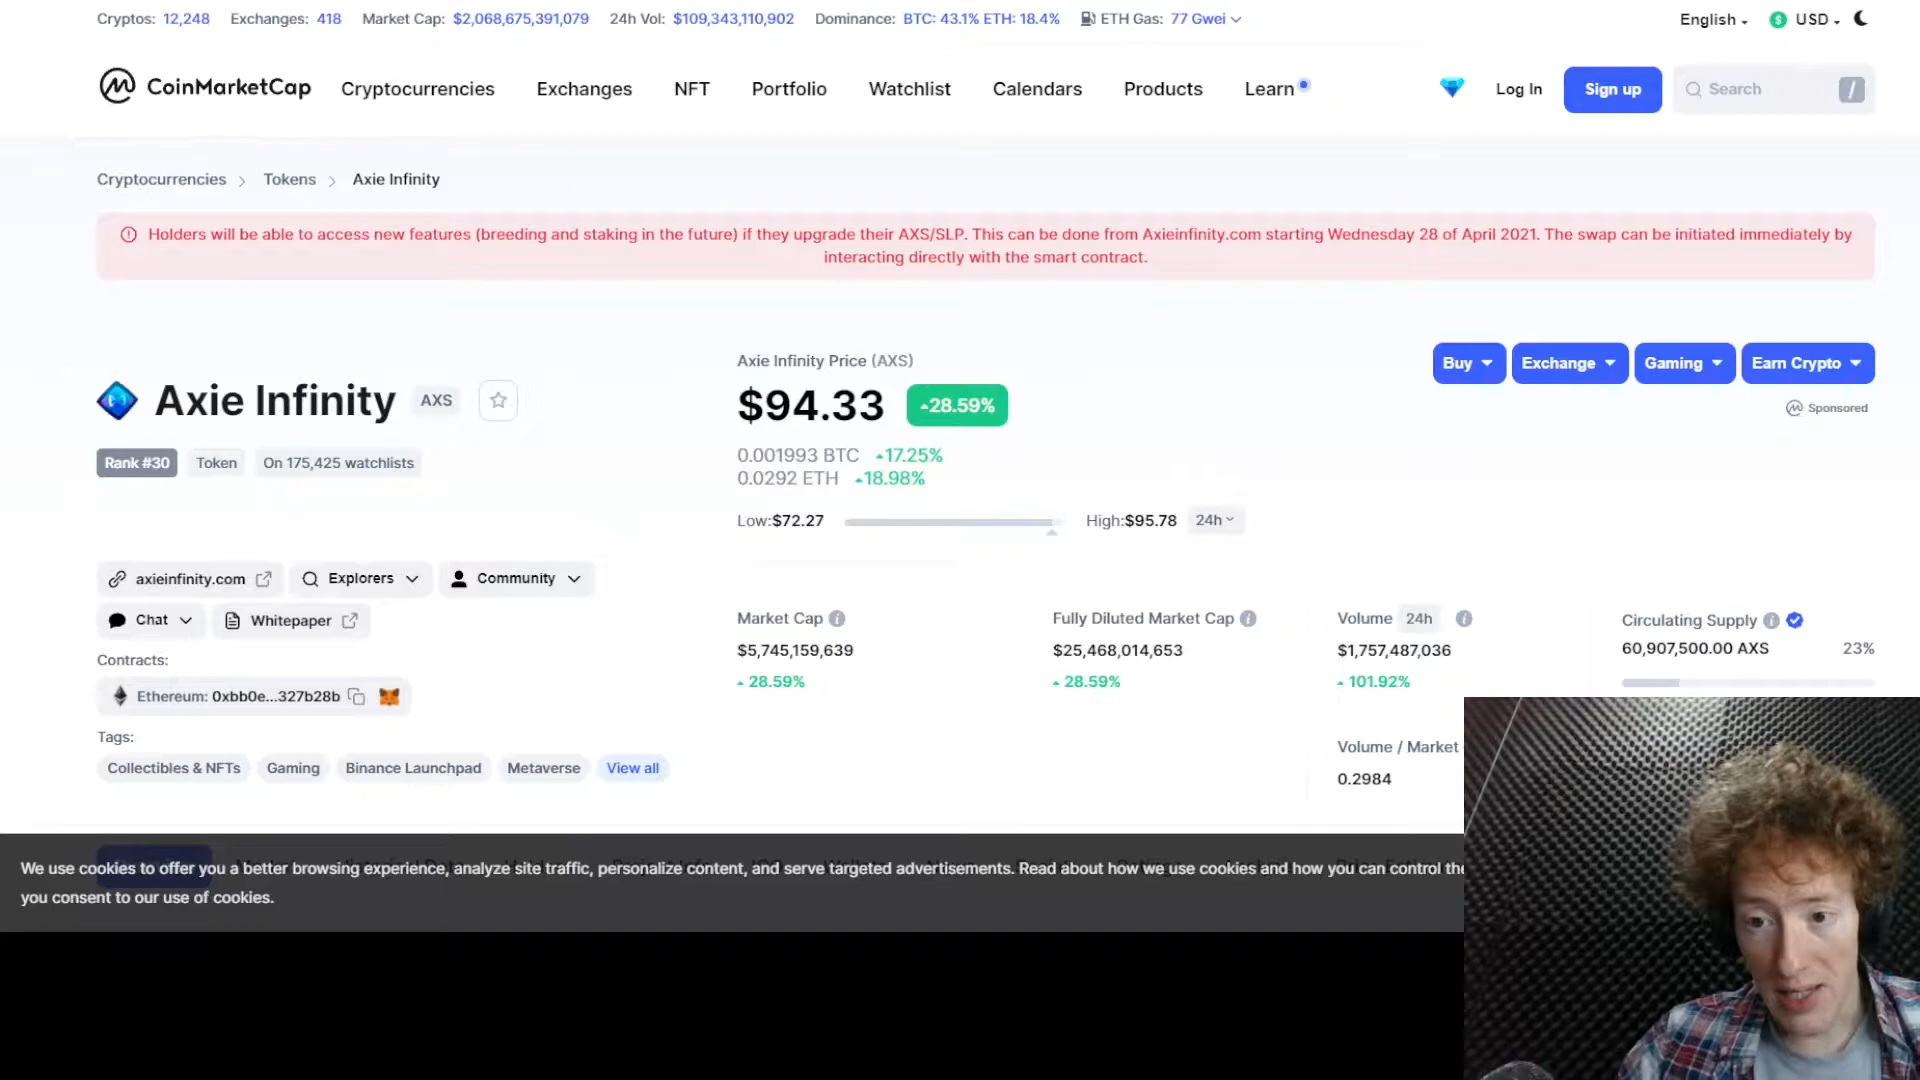 Cryptos: 12,248 Exchanges: 418 Market Cap: $2,068,675,391,079 24h Vol: $109,343,110,902 Dominance: BTC: 43.1% ETH: 18.4% ETH Gas: 77 Gwei
English USD
CoinMarketCap Cryptocurrencies Exchanges NFT Portfolio Watchlist Calendars Products Learn Log In Sign up Search /
Cryptocurrencies > Tokens > Axie Infinity
Holders will be able to access new features (breeding and staking in the future) if they upgrade their AXS/SLP. This can be done from Axieinfinity.com starting Wednesday 28 of April 2021. The swap can be initiated immediately by
interacting directly with the smart contract.
Axie Infinity AXS
Rank #30 Token On 175,425 watchlists
Axie Infinity Price (AXS)
$94.33 28.59%
0.001993 BTC 17.25%
0.0292 ETH 18.98%
Low:$72.27 High:$95.78 24h
Buy Exchange Gaming Earn Crypto
Sponsored
axieinfinity.com Explorers Community
Chat Whitepaper
Contracts:
Ethereum: 0xbb0e...327b28b
Tags:
Collectibles & NFTs Gaming Binance Launchpad Metaverse View all
Market Cap
$5,745,159,639
28.59%
Fully Diluted Market Cap
$25,468,014,653
28.59%
Volume 24h
$1,757,487,036
101.92%
Volume / Market
0.2984
Circulating Supply
60,907,500.00 AXS 23%
We use cookies to offer you a better browsing experience, analyze site traffic, personalize content, and serve targeted advertisements. Read about how we use cookies and how you can control the
you consent to our use of cookies.